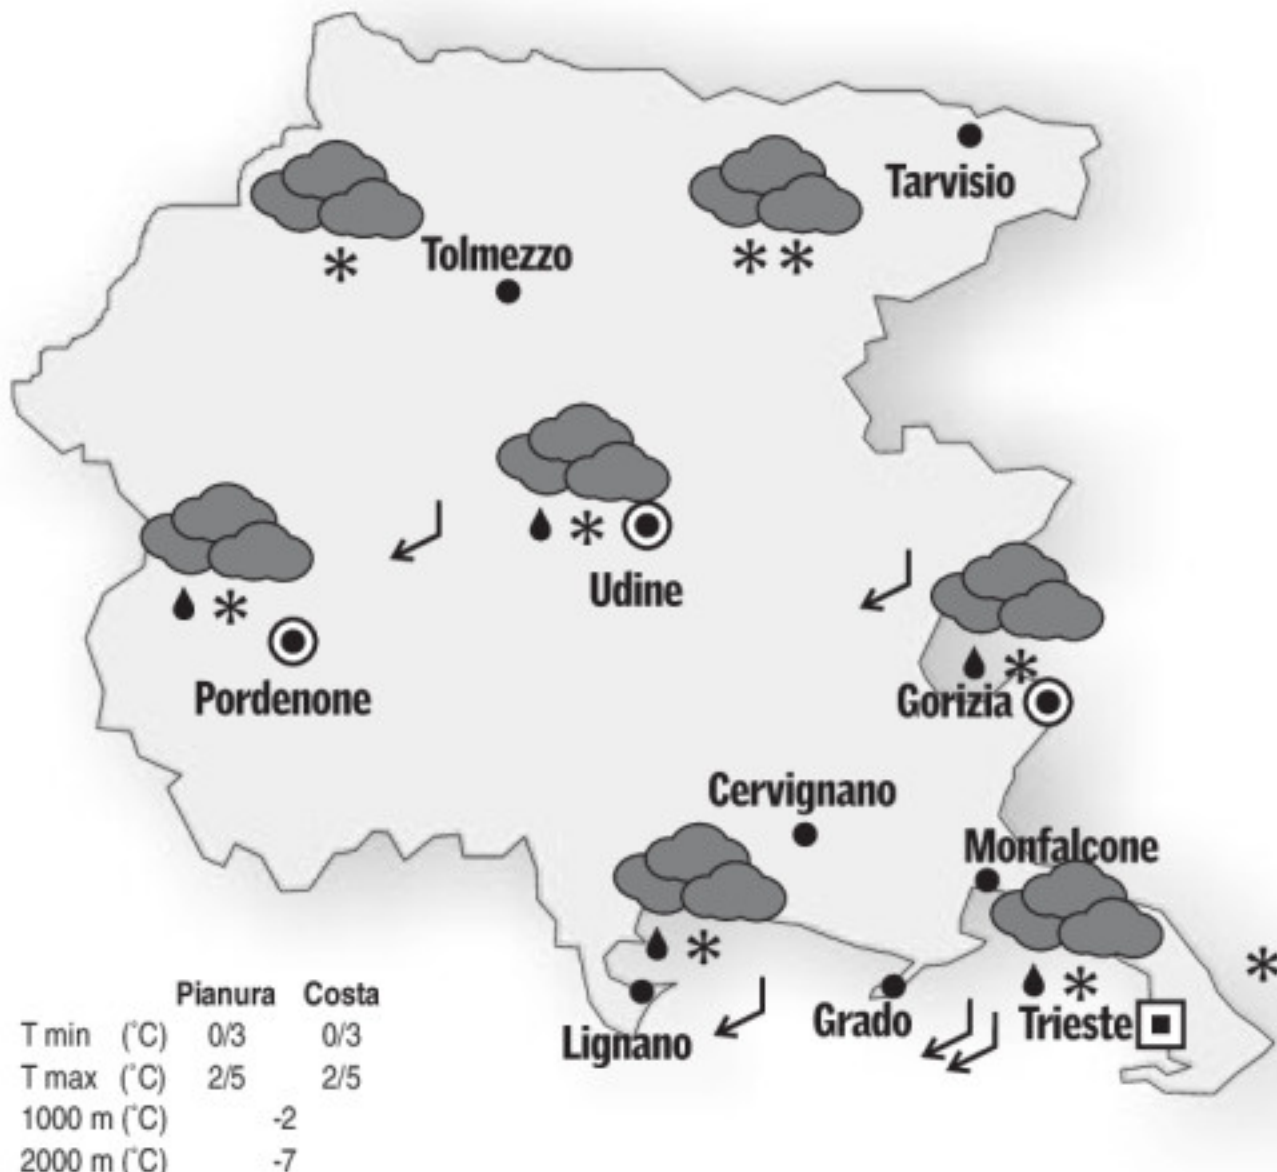 Tarvisio
Tolmezzo
Udine
Pordenone
Gorizia
Cervignano
Monfalcone
Lignano
Grado
Trieste
Pianura Costa
T min (°C) 0/3 0/3
T max (°C) 2/5 2/5
1000 m (°C) -2
2000 m (°C) -7